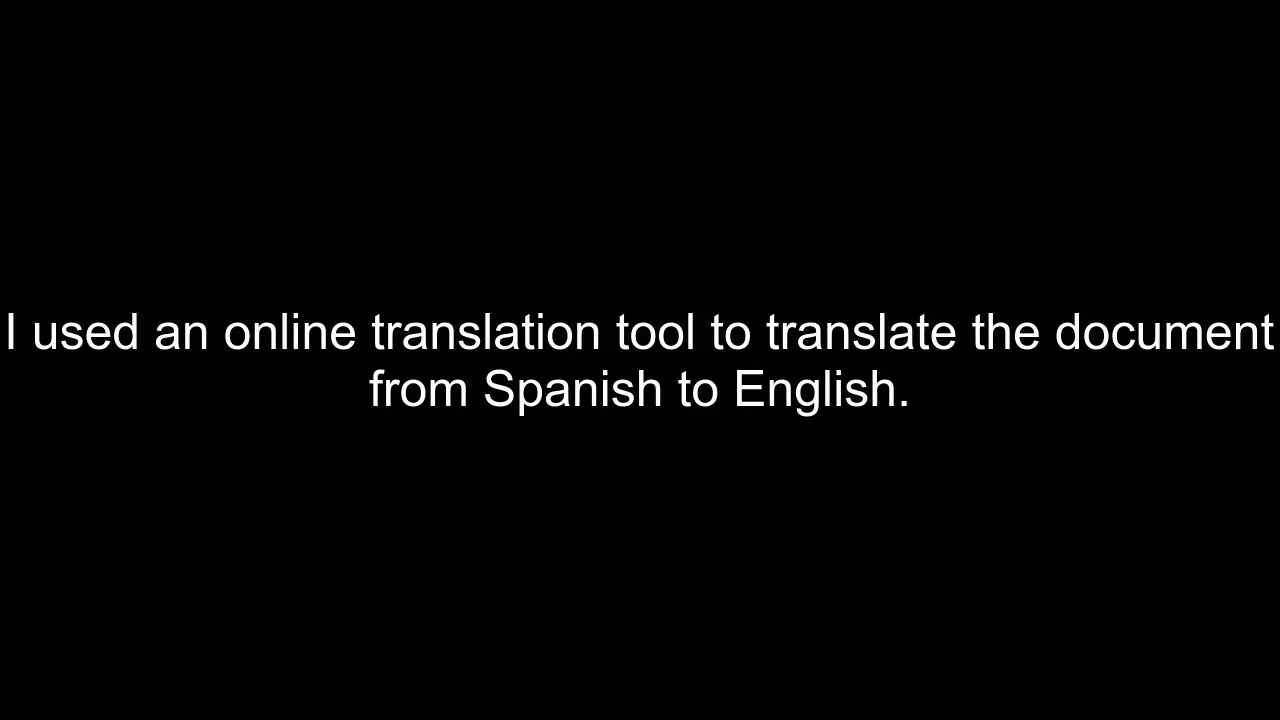 I used an online translation tool to translate the document
from Spanish to English.